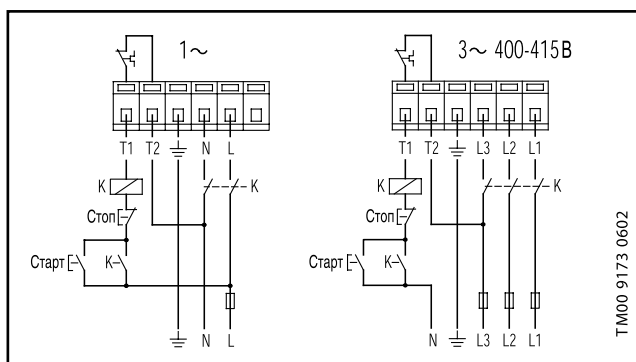 1~
T1 T2 N L
K
K
Стоп
Старт
K
N L
3~ 400-415В
T1 T2 L3 L2 L1
K
K
Стоп
Старт
K
N L3 L2 L1
TM00 9173 0602